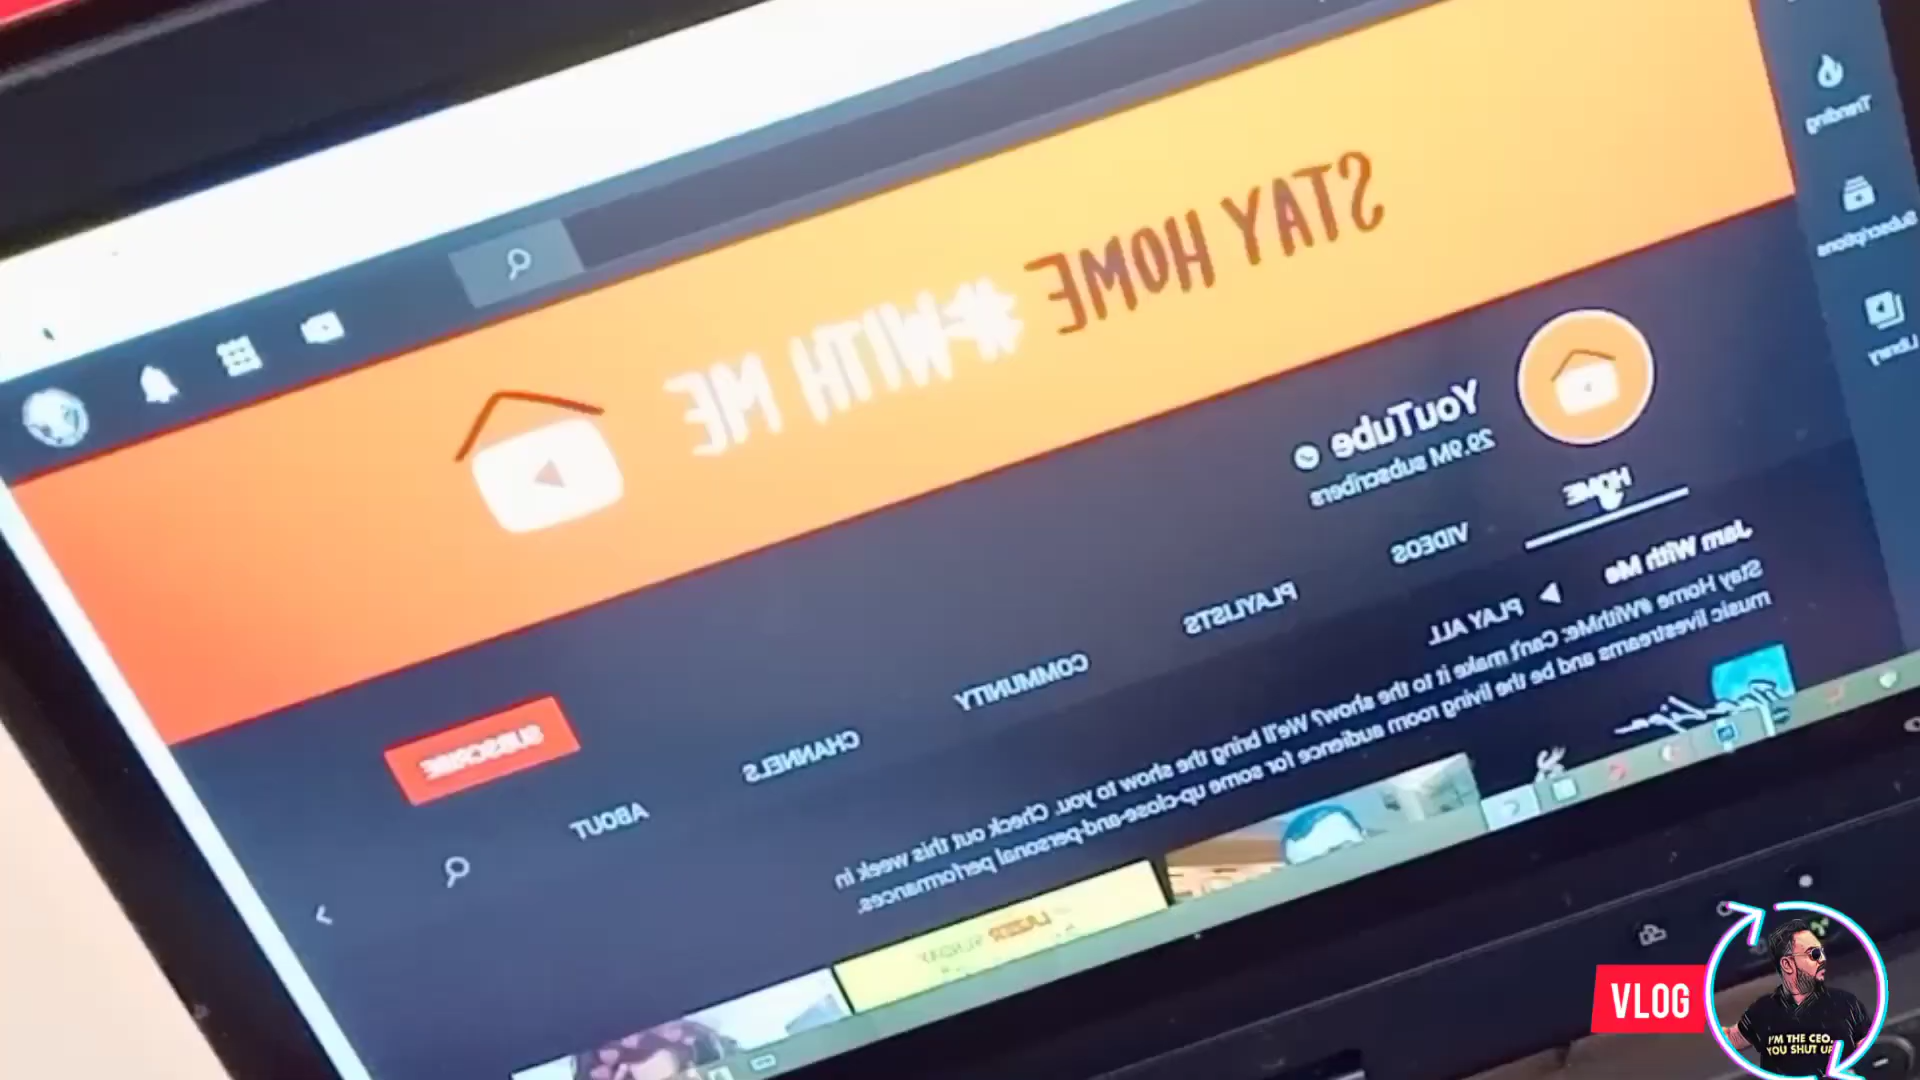 Trending
Subscriptions
Library
STAY HOME #WITH ME
YouTube
29.9M subscribers
SUBSCRIBE
HOME
VIDEOS
PLAYLISTS
COMMUNITY
CHANNELS
ABOUT
Jam With Me
PLAY ALL
Stay Home #WithMe: Can't make it to the show? We'll bring the show to you. Check out this week in
music livestreams and be the living room audience for some up-close-and-personal performances.
VLOG
I'M THE CEO,
YOU SHUT UP